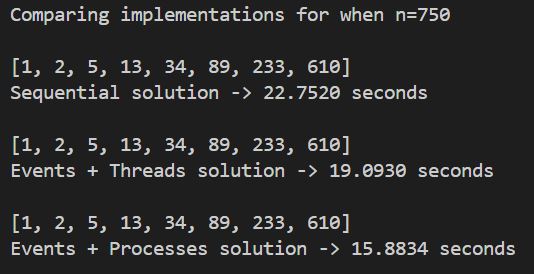 Comparing implementations for when n=750
[1, 2, 5, 13, 34, 89, 233, 610]
Sequential solution -> 22.7520 seconds
[1, 2, 5, 13, 34, 89, 233, 610]
Events + Threads solution -> 19.0930 seconds
[1, 2, 5, 13, 34, 89, 233, 610]
Events + Processes solution -> 15.8834 seconds